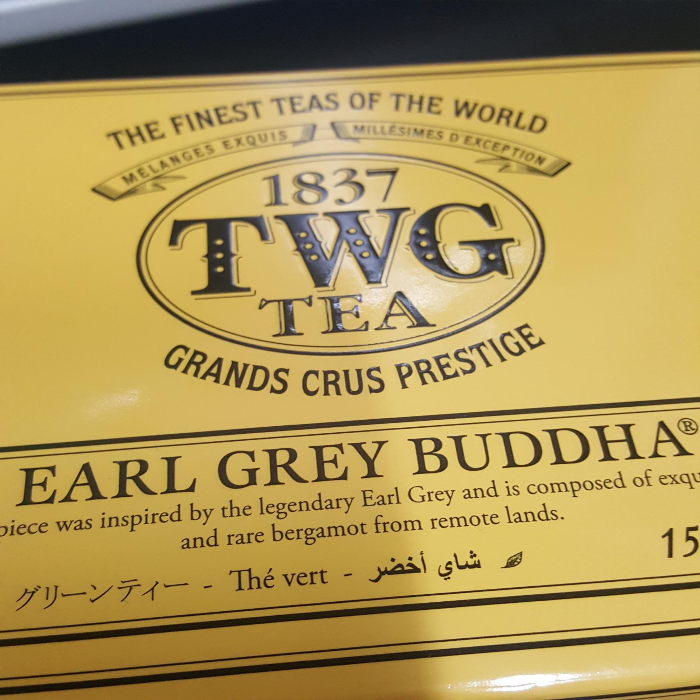 THE FINEST TEAS OF THE WORLD
MÉLANGES EXQUIS MILLÉSIMES D'EXCEPTION
1837
TWG
TEA
GRANDS CRUS PRESTIGE
EARL GREY BUDDHA®
piece was inspired by the legendary Earl Grey and is composed of exqu
and rare bergamot from remote lands.
15
グリーンティー - Thé vert - شاي أخضر